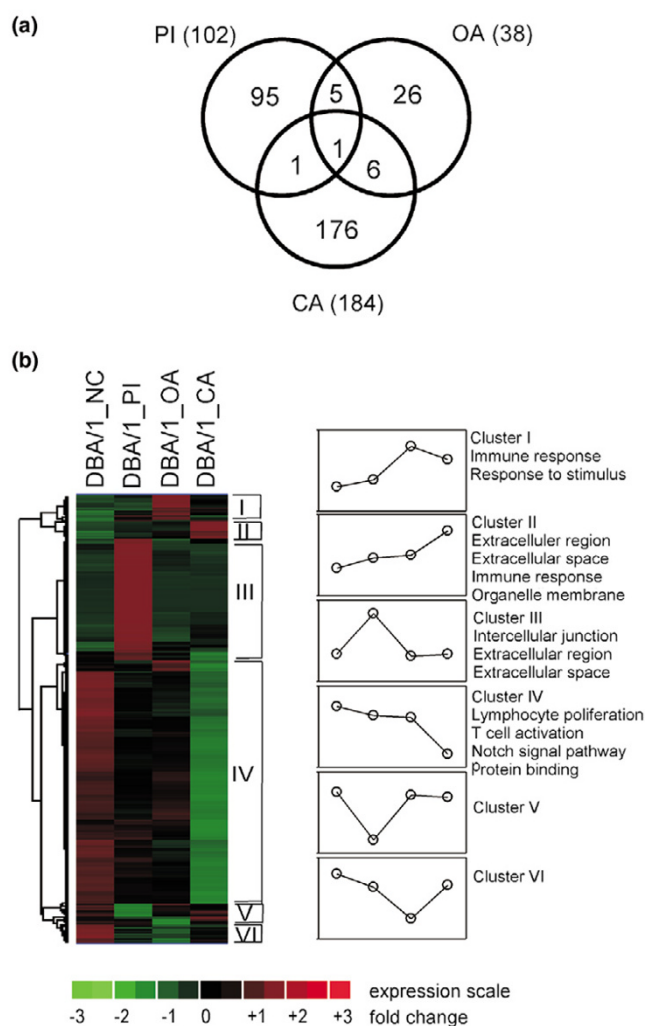 (a)
PI (102)
OA (38)
95
5
26
1
1
6
176
CA (184)
(b)
DBA/1_NC
DBA/1_PI
DBA/1_OA
DBA/1_CA
I
II
III
IV
V
VI
Cluster I
Immune response
Response to stimulus
Cluster II
Extracelluler region
Extracellular space
Immune response
Organelle membrane
Cluster III
Intercellular junction
Extracellular region
Extracellular space
Cluster IV
Lymphocyte poliferation
T cell activation
Notch signal pathway
Protein binding
Cluster V
Cluster VI
expression scale
-3 -2 -1 0 +1 +2 +3 fold change